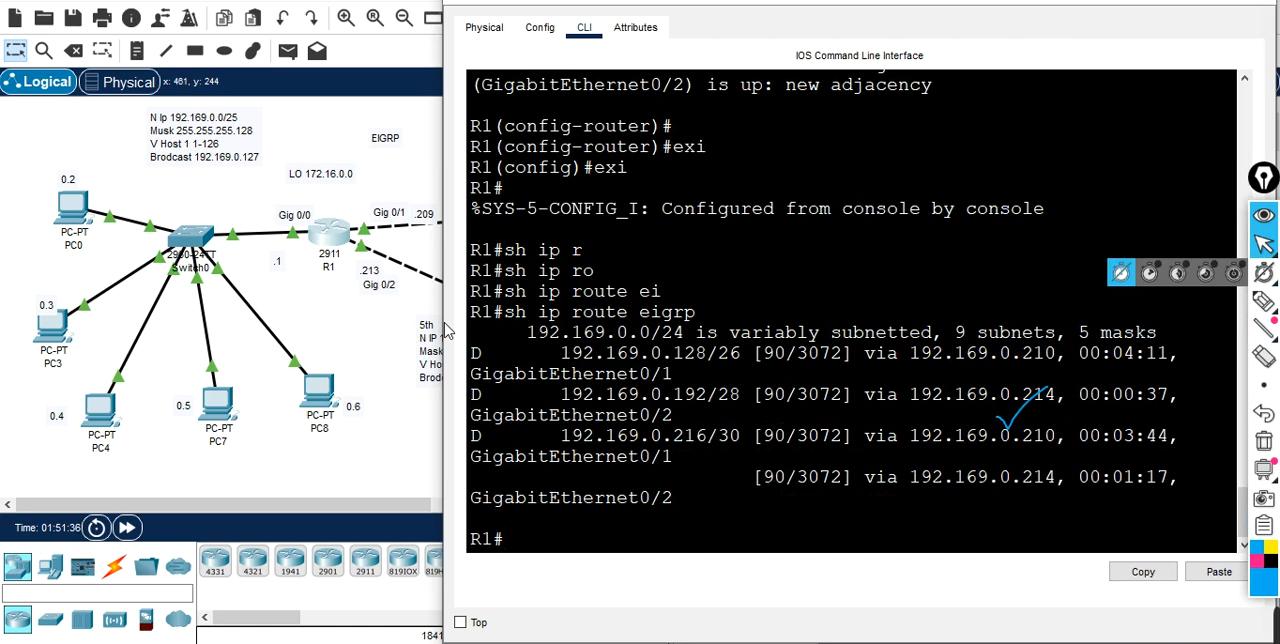 Physical Config CLI Attributes
IOS Command Line Interface
(GigabitEthernet0/2) is up: new adjacency
R1(config-router)#
R1(config-router)#exi
R1(config)#exi
R1#
%SYS-5-CONFIG_I: Configured from console by console
R1#sh ip r
R1#sh ip ro
R1#sh ip route ei
R1#sh ip route eigrp
192.169.0.0/24 is variably subnetted, 9 subnets, 5 masks
D 192.169.0.128/26 [90/3072] via 192.169.0.210, 00:04:11,
GigabitEthernet0/1
D 192.169.0.192/28 [90/3072] via 192.169.0.214, 00:00:37,
GigabitEthernet0/2
D 192.169.0.216/30 [90/3072] via 192.169.0.210, 00:03:44,
GigabitEthernet0/1
[90/3072] via 192.169.0.214, 00:01:17,
GigabitEthernet0/2
R1#
Copy Paste
Top
Logical Physical x: 461, y: 244
N Ip 192.169.0.0/25
Musk 255.255.255.128
V Host 1 1-126
Brodcast 192.169.0.127
EIGRP
LO 172.16.0.0
0.2
PC-PT
PC0
Gig 0/0
Gig 0/1
.209
2911
R1
.1
.213
Gig 0/2
2960-24TT
Switch0
0.3
PC-PT
PC3
0.4
PC-PT
PC4
0.5
PC-PT
PC7
0.6
PC-PT
PC8
5th
N IP
Mask
V Ho
Brod
Time: 01:51:36
4331 4321 1941 2901 2911 819IOX 819H
1841